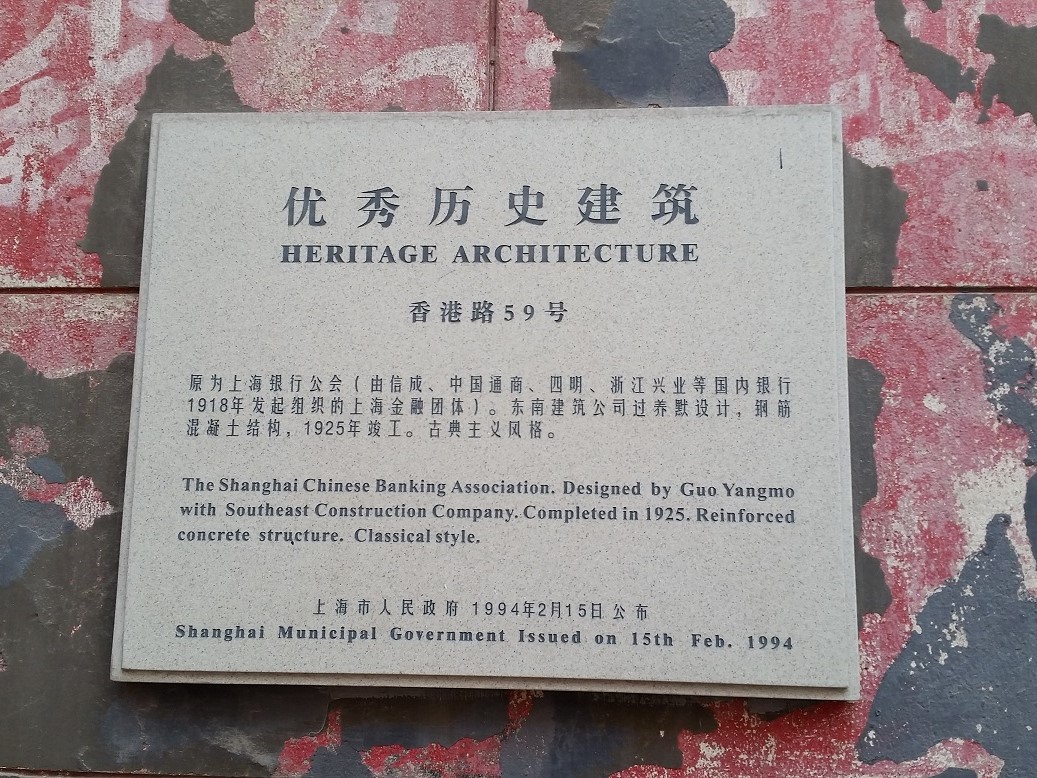 优秀历史建筑
HERITAGE ARCHITECTURE
香港路59号
原为上海银行公会（由信成、中国通商、四明、浙江兴业等国内银行
1918年发起组织的上海金融团体）。东南建筑公司过养默设计，钢筋
混凝土结构，1925年竣工。古典主义风格。
The Shanghai Chinese Banking Association. Designed by Guo Yangmo
with Southeast Construction Company. Completed in 1925. Reinforced
concrete structure. Classical style.
上海市人民政府 1994年2月15日公布
Shanghai Municipal Government Issued on 15th Feb. 1994